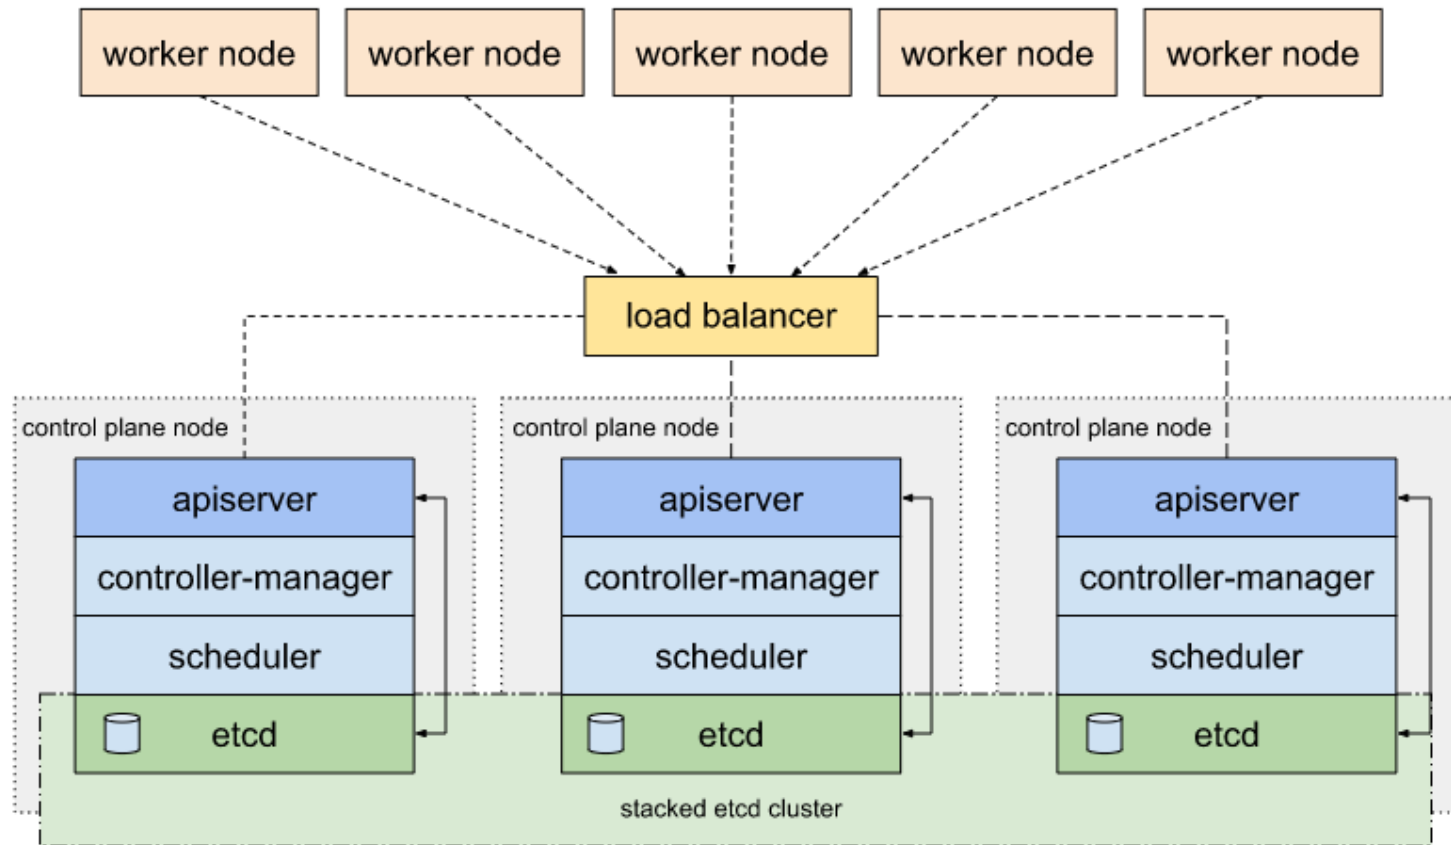 worker node
worker node
worker node
worker node
worker node
load balancer
control plane node
control plane node
control plane node
apiserver
apiserver
apiserver
controller-manager
controller-manager
controller-manager
scheduler
scheduler
scheduler
etcd
etcd
etcd
stacked etcd cluster